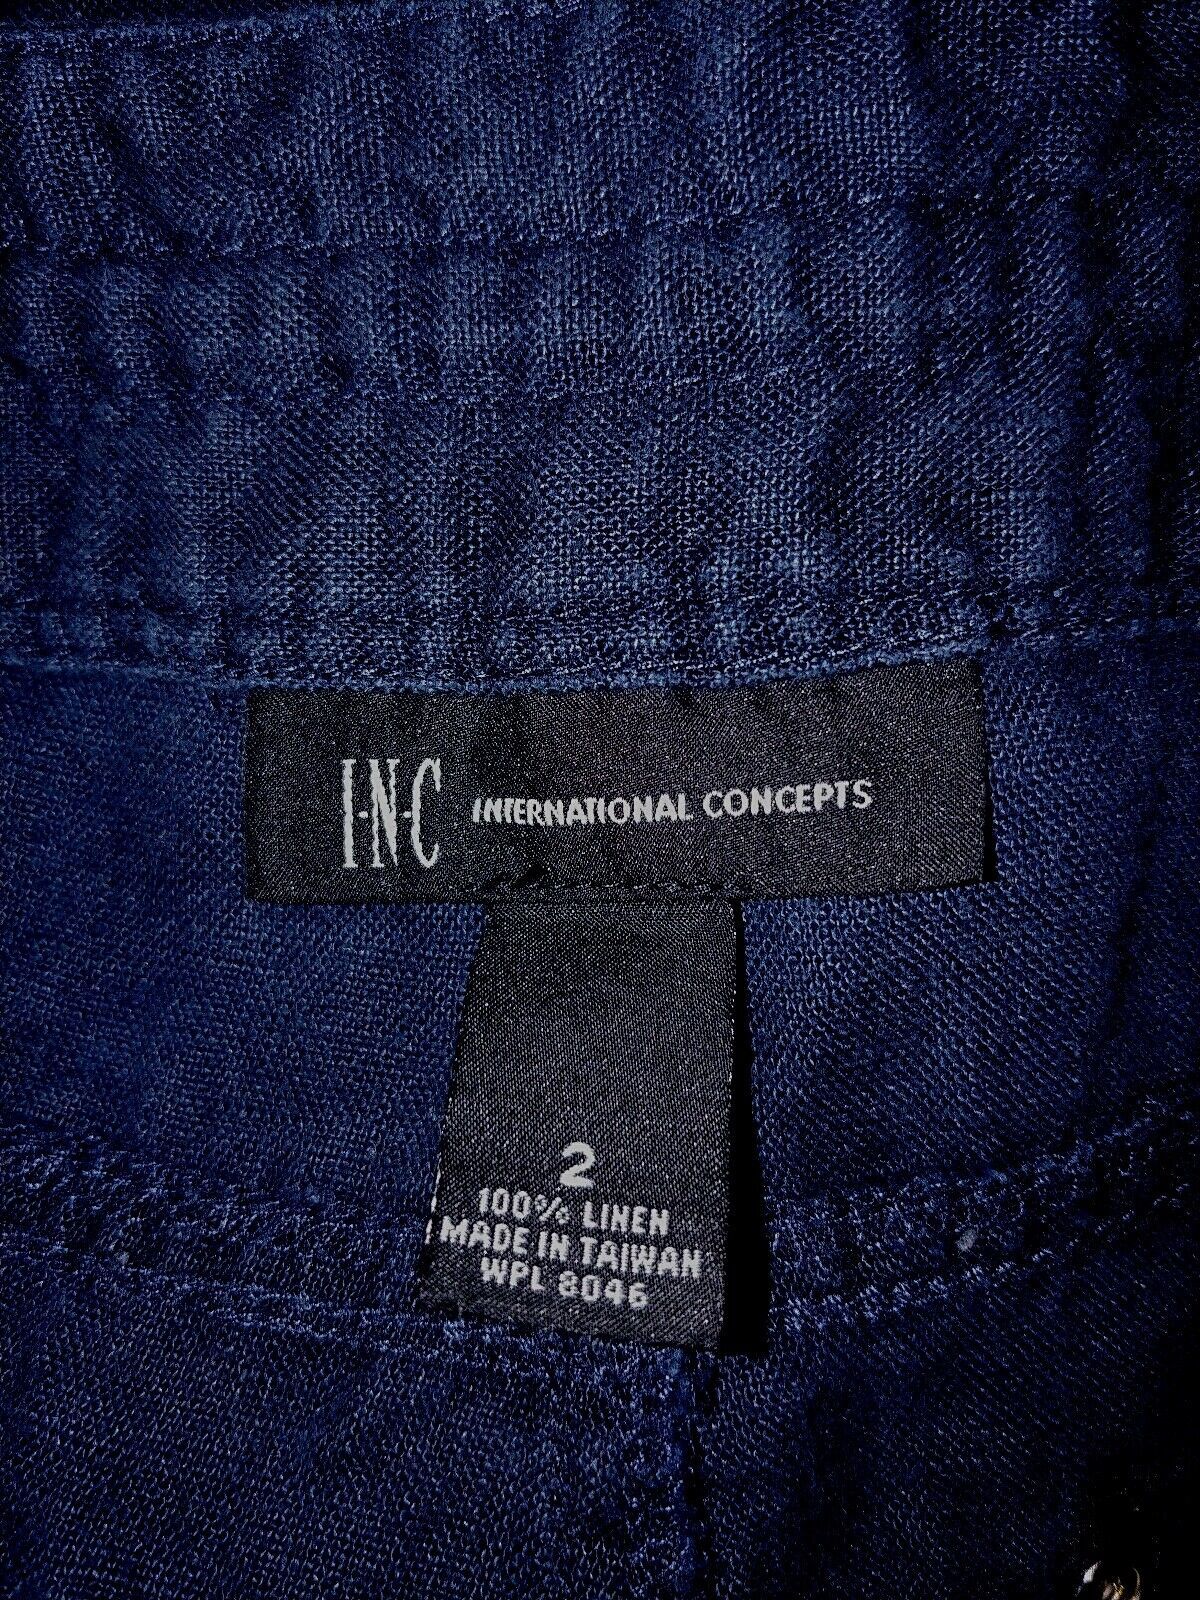 I·N·C INTERNATIONAL CONCEPTS
2
100% LINEN
MADE IN TAIWAN
WPL 8046